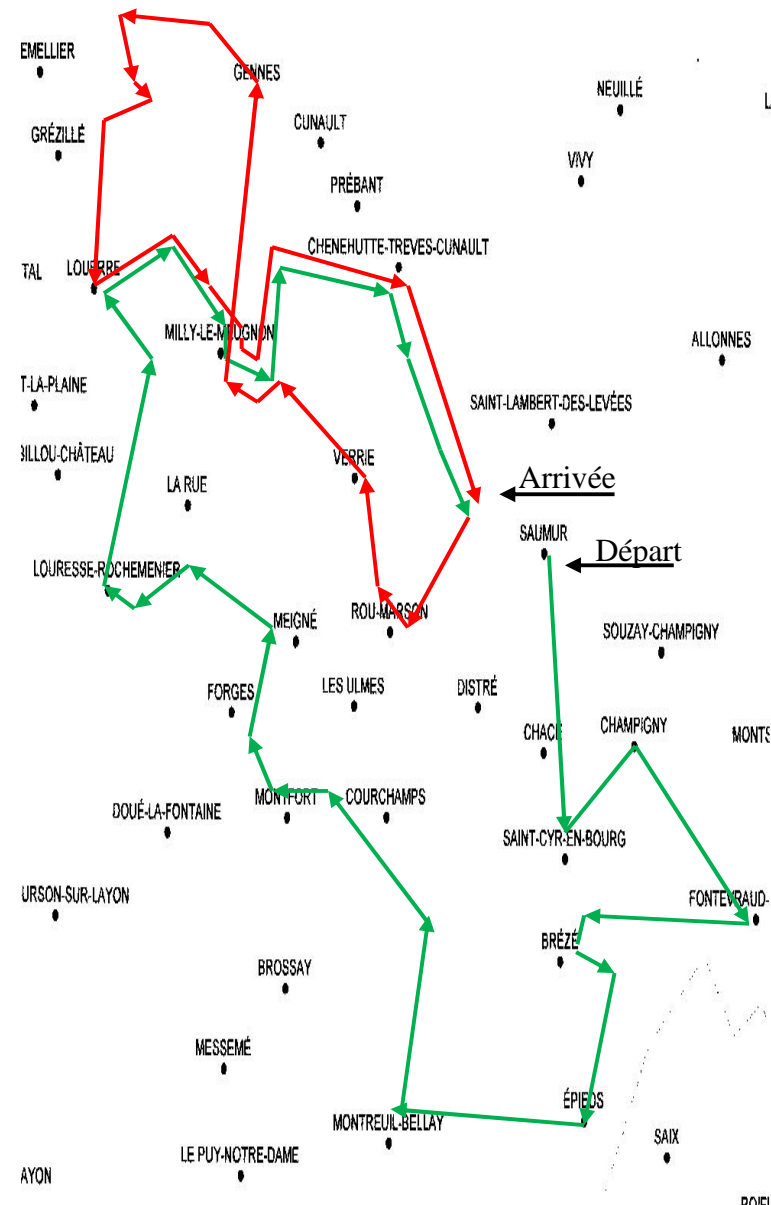 EMELLIER
GENNES
NEUILLÉ
L
CUNAULT
GRÉZILLÉ
VIVY
PRÉBANT
CHENEHUTTE-TREVES-CUNAULT
TAL
LOUERRE
MILLY-LE-MEUGNON
ALLONNES
T-LA-PLAINE
SAINT-LAMBERT-DES-LEVÉES
BILLOU-CHÂTEAU
VERRIE
LA RUE
Arrivée
SAUMUR
Départ
LOURESSE-ROCHEMENIER
ROU-MARSON
MEIGNÉ
SOUZAY-CHAMPIGNY
FORGES
LES ULMES
DISTRÉ
CHACÉ
CHAMPIGNY
MONTS
MONTFORT
COURCHAMPS
DOUÉ-LA-FONTAINE
SAINT-CYR-EN-BOURG
URSON-SUR-LAYON
FONTEVRAUD-
BRÉZÉ
BROSSAY
MESSEMÉ
ÉPIEDS
MONTREUIL-BELLAY
SAIX
LE PUY-NOTRE-DAME
AYON